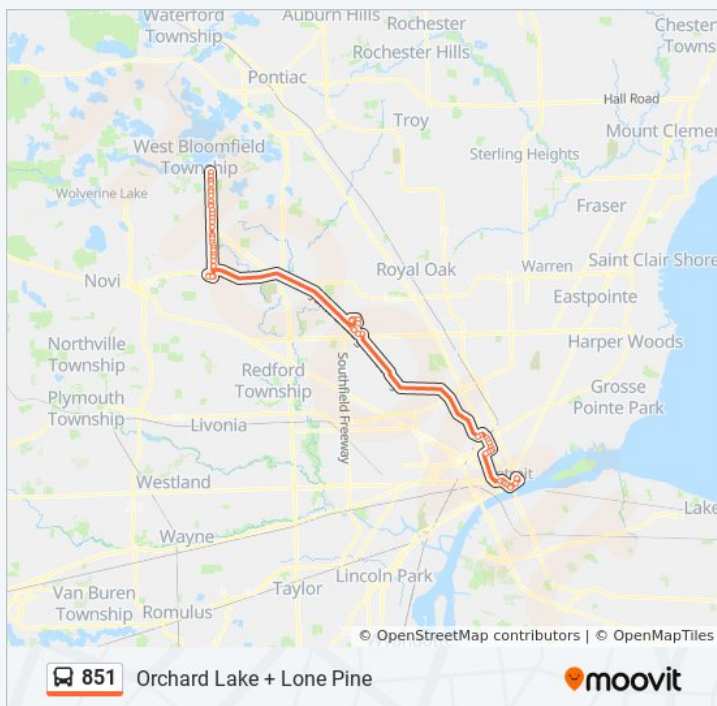 Waterford
Township
Auburn Hills
Rochester
Rochester Hills
Chester
Towns
Pontiac
Hall Road
Troy
Mount Cleme
West Bloomfield
Township
Sterling Heights
Wolverine Lake
Fraser
Saint Clair Shore
Royal Oak
Warren
Novi
Eastpointe
Harper Woods
Northville
Township
Redford
Township
Southfield Freeway
Grosse
Pointe Park
Plymouth
Township
Livonia
Westland
Lake
Wayne
Lincoln Park
Van Buren
Township
Taylor
Romulus
© OpenStreetMap contributors | © OpenMapTiles
851 Orchard Lake + Lone Pine
moovit